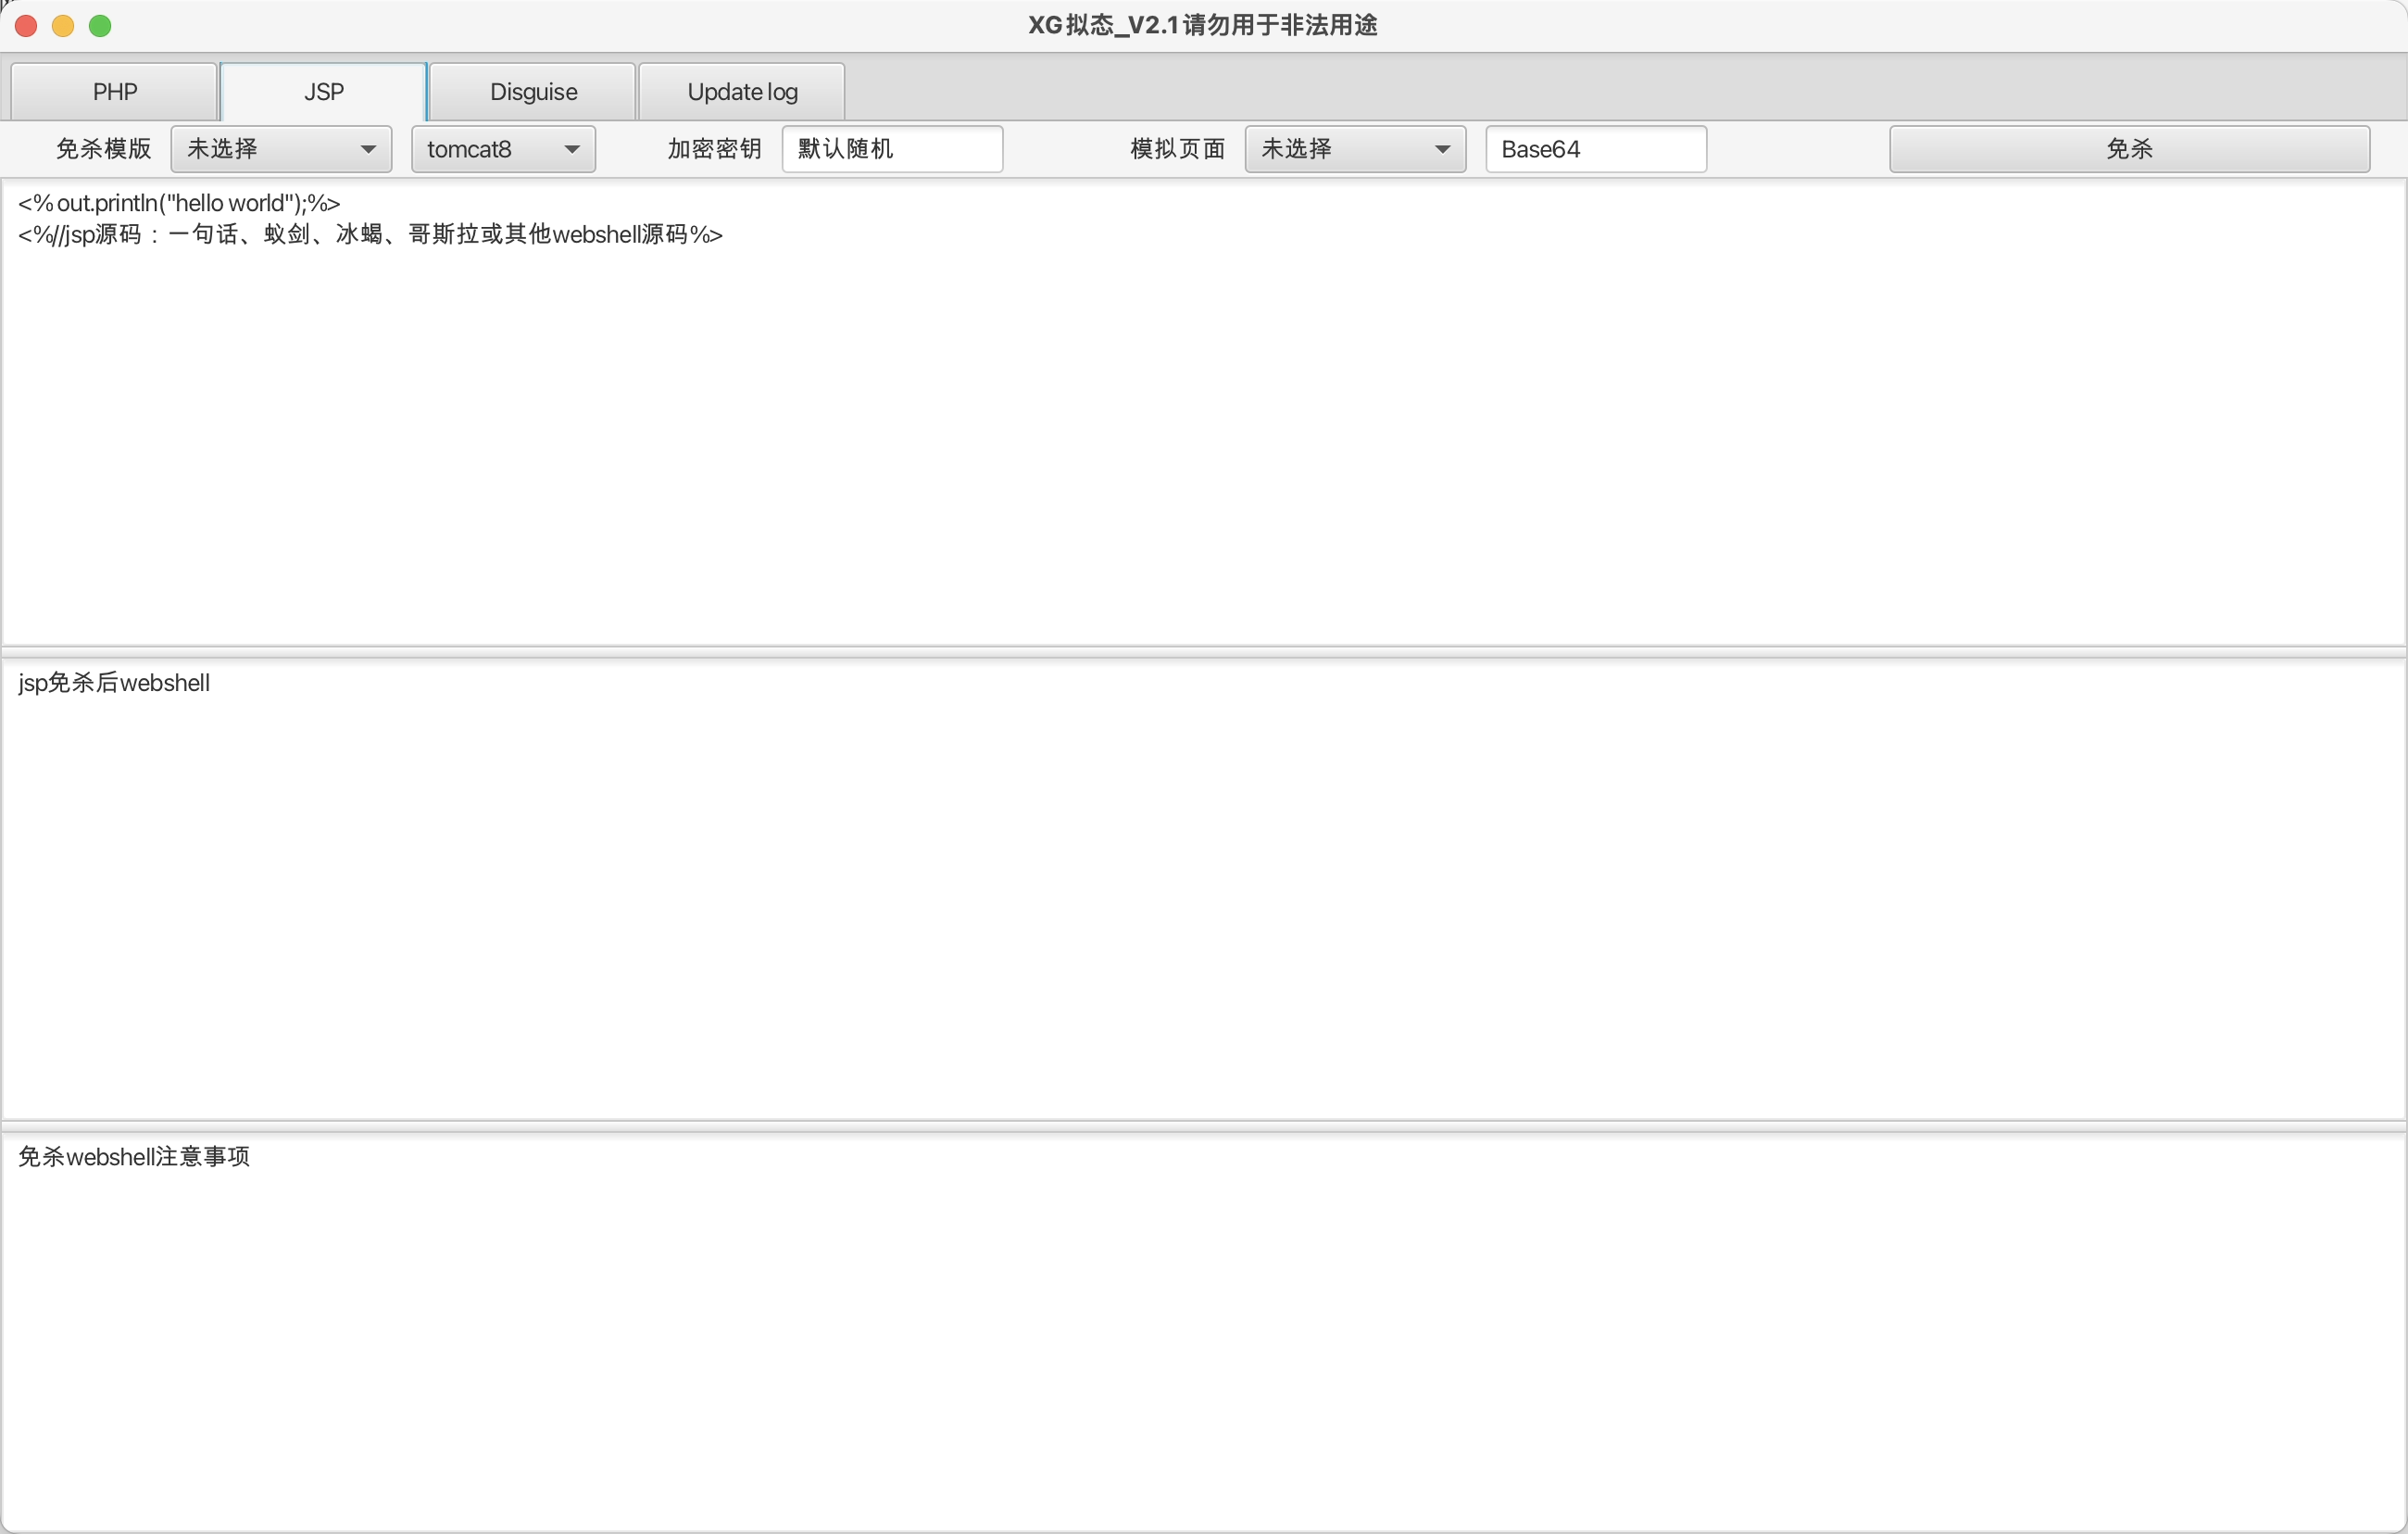 XG拟态_V2.1请勿用于非法用途
PHP JSP Disguise Update log
免杀模版 未选择 tomcat8 加密密钥 默认随机 模拟页面 未选择 Base64 免杀
<% out.println("hello world");%>
<%//jsp源码：一句话、蚁剑、冰蝎、哥斯拉或其他webshell源码%>
jsp免杀后webshell
免杀webshell注意事项